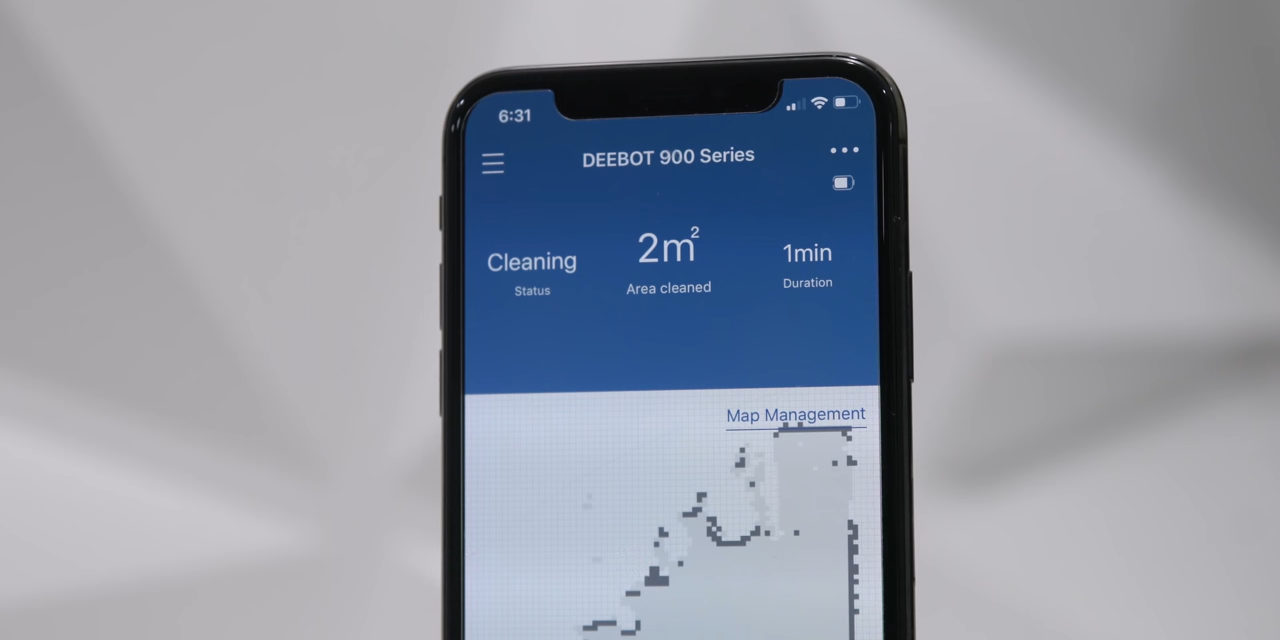 6:31
DEEBOT 900 Series
Cleaning
Status
2m²
Area cleaned
1min
Duration
Map Management